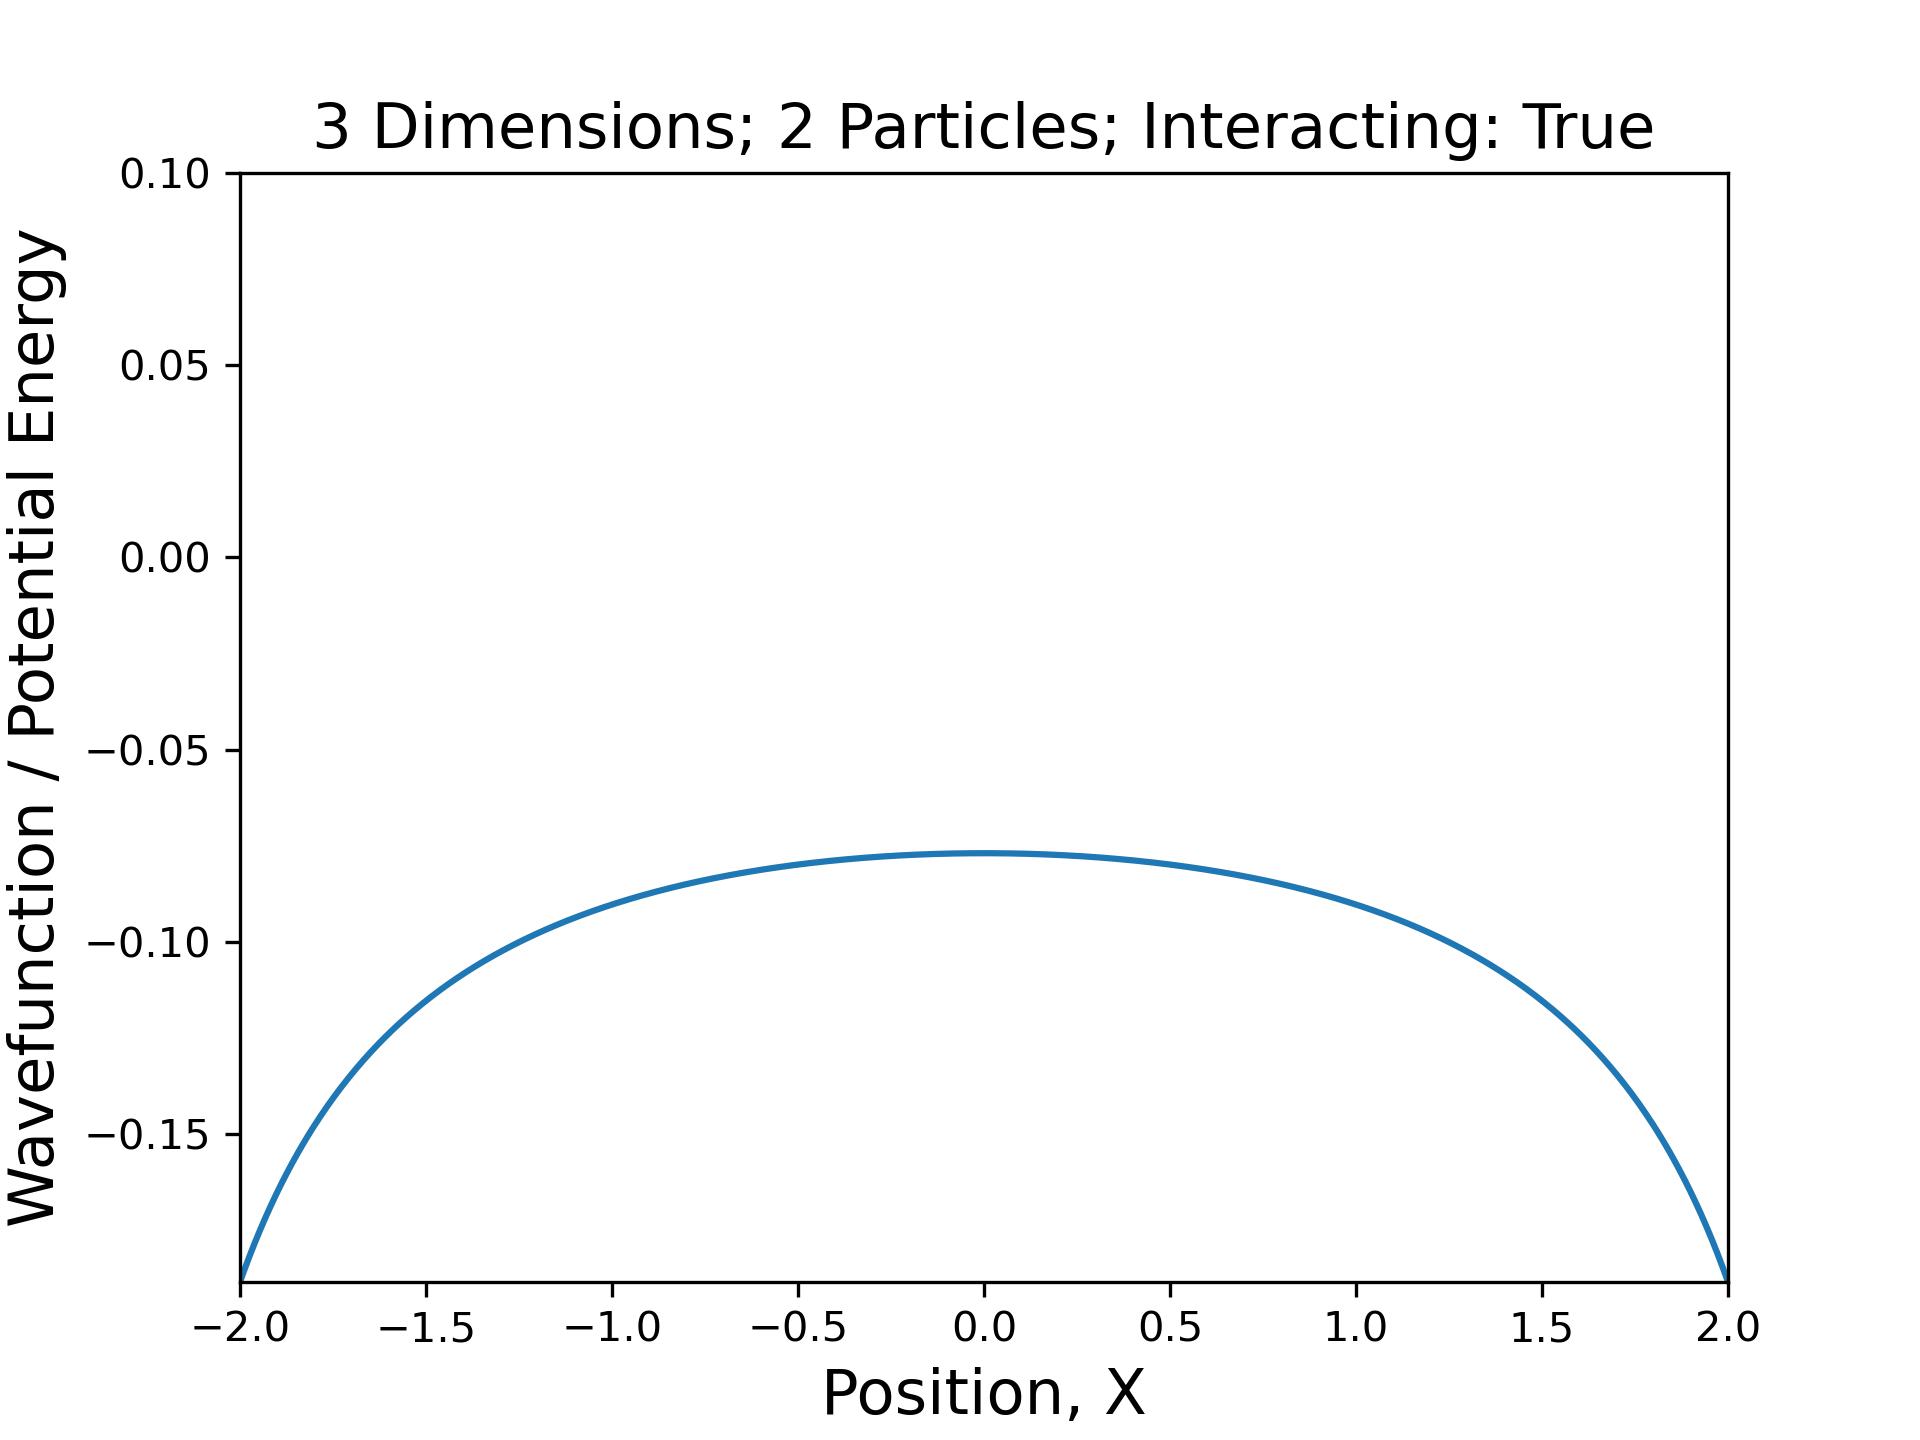 3 Dimensions; 2 Particles; Interacting: True
Wavefunction / Potential Energy
0.10
0.05
0.00
−0.05
−0.10
−0.15
−2.0 −1.5 −1.0 −0.5 0.0 0.5 1.0 1.5 2.0
Position, X